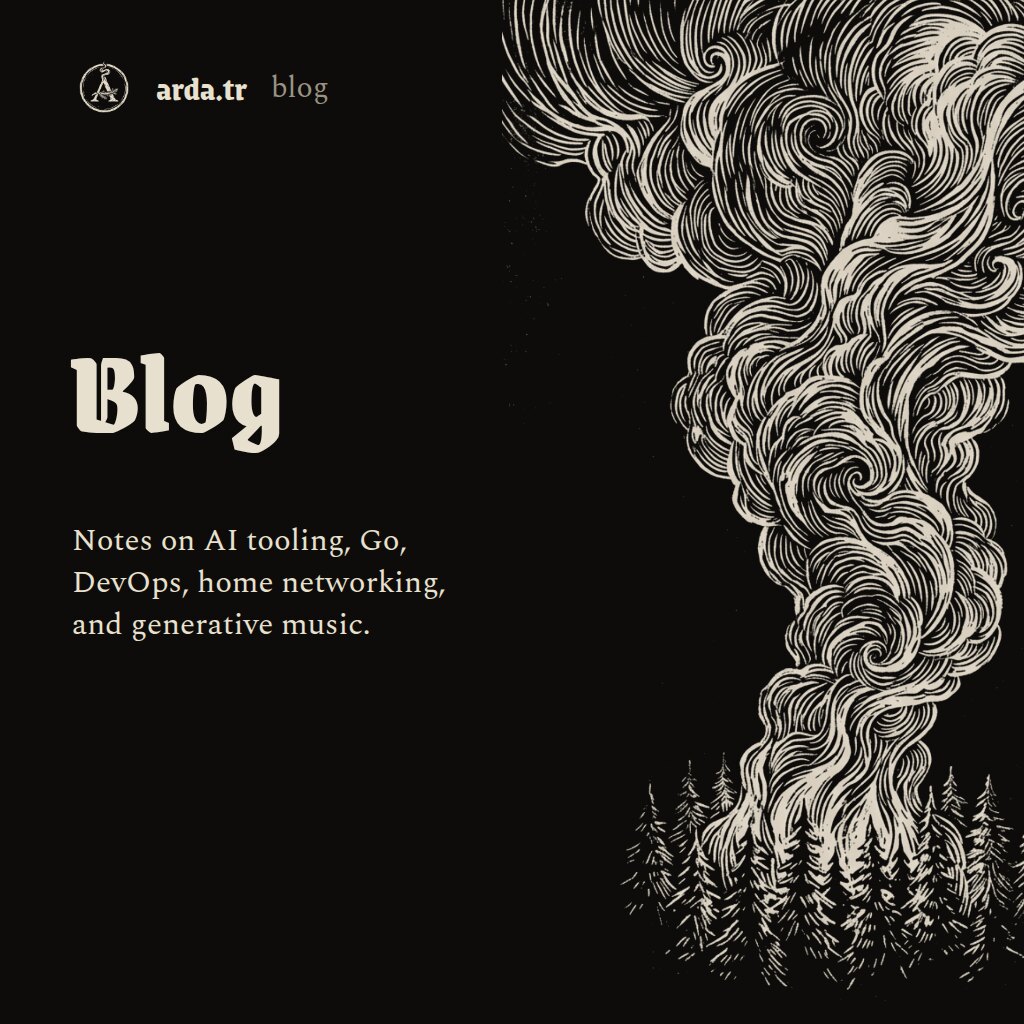 arda.tr blog
Blog
Notes on AI tooling, Go,
DevOps, home networking,
and generative music.